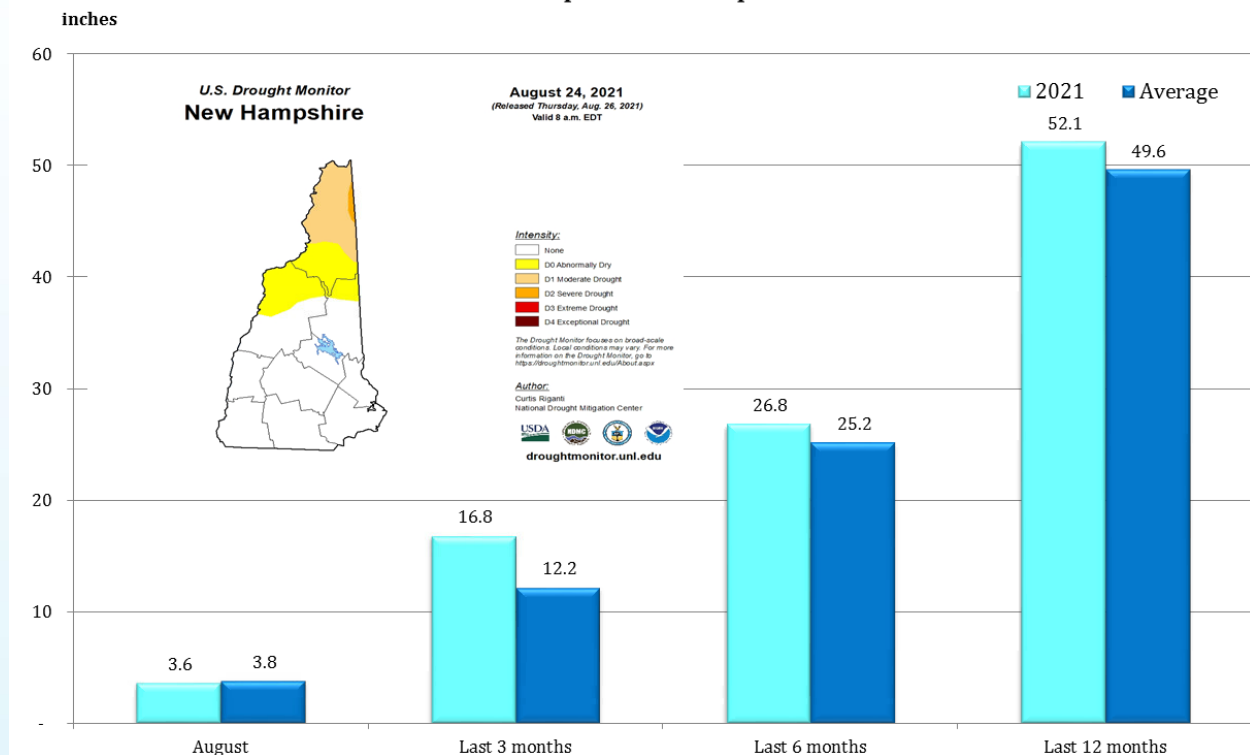 inches
60
50
40
30
20
10
-
U.S. Drought Monitor
New Hampshire
August 24, 2021
(Released Thursday, Aug. 26, 2021)
Valid 8 a.m. EDT
Intensity:
None
D0 Abnormally Dry
D1 Moderate Drought
D2 Severe Drought
D3 Extreme Drought
D4 Exceptional Drought
The Drought Monitor focuses on broad-scale
conditions. Local conditions may vary. For more
information on the Drought Monitor, go to
https://droughtmonitor.unl.edu/About.aspx
Author:
Curtis Riganti
National Drought Mitigation Center
USDA
NDMC
droughtmonitor.unl.edu
2021 Average
3.6
3.8
16.8
12.2
26.8
25.2
52.1
49.6
August
Last 3 months
Last 6 months
Last 12 months